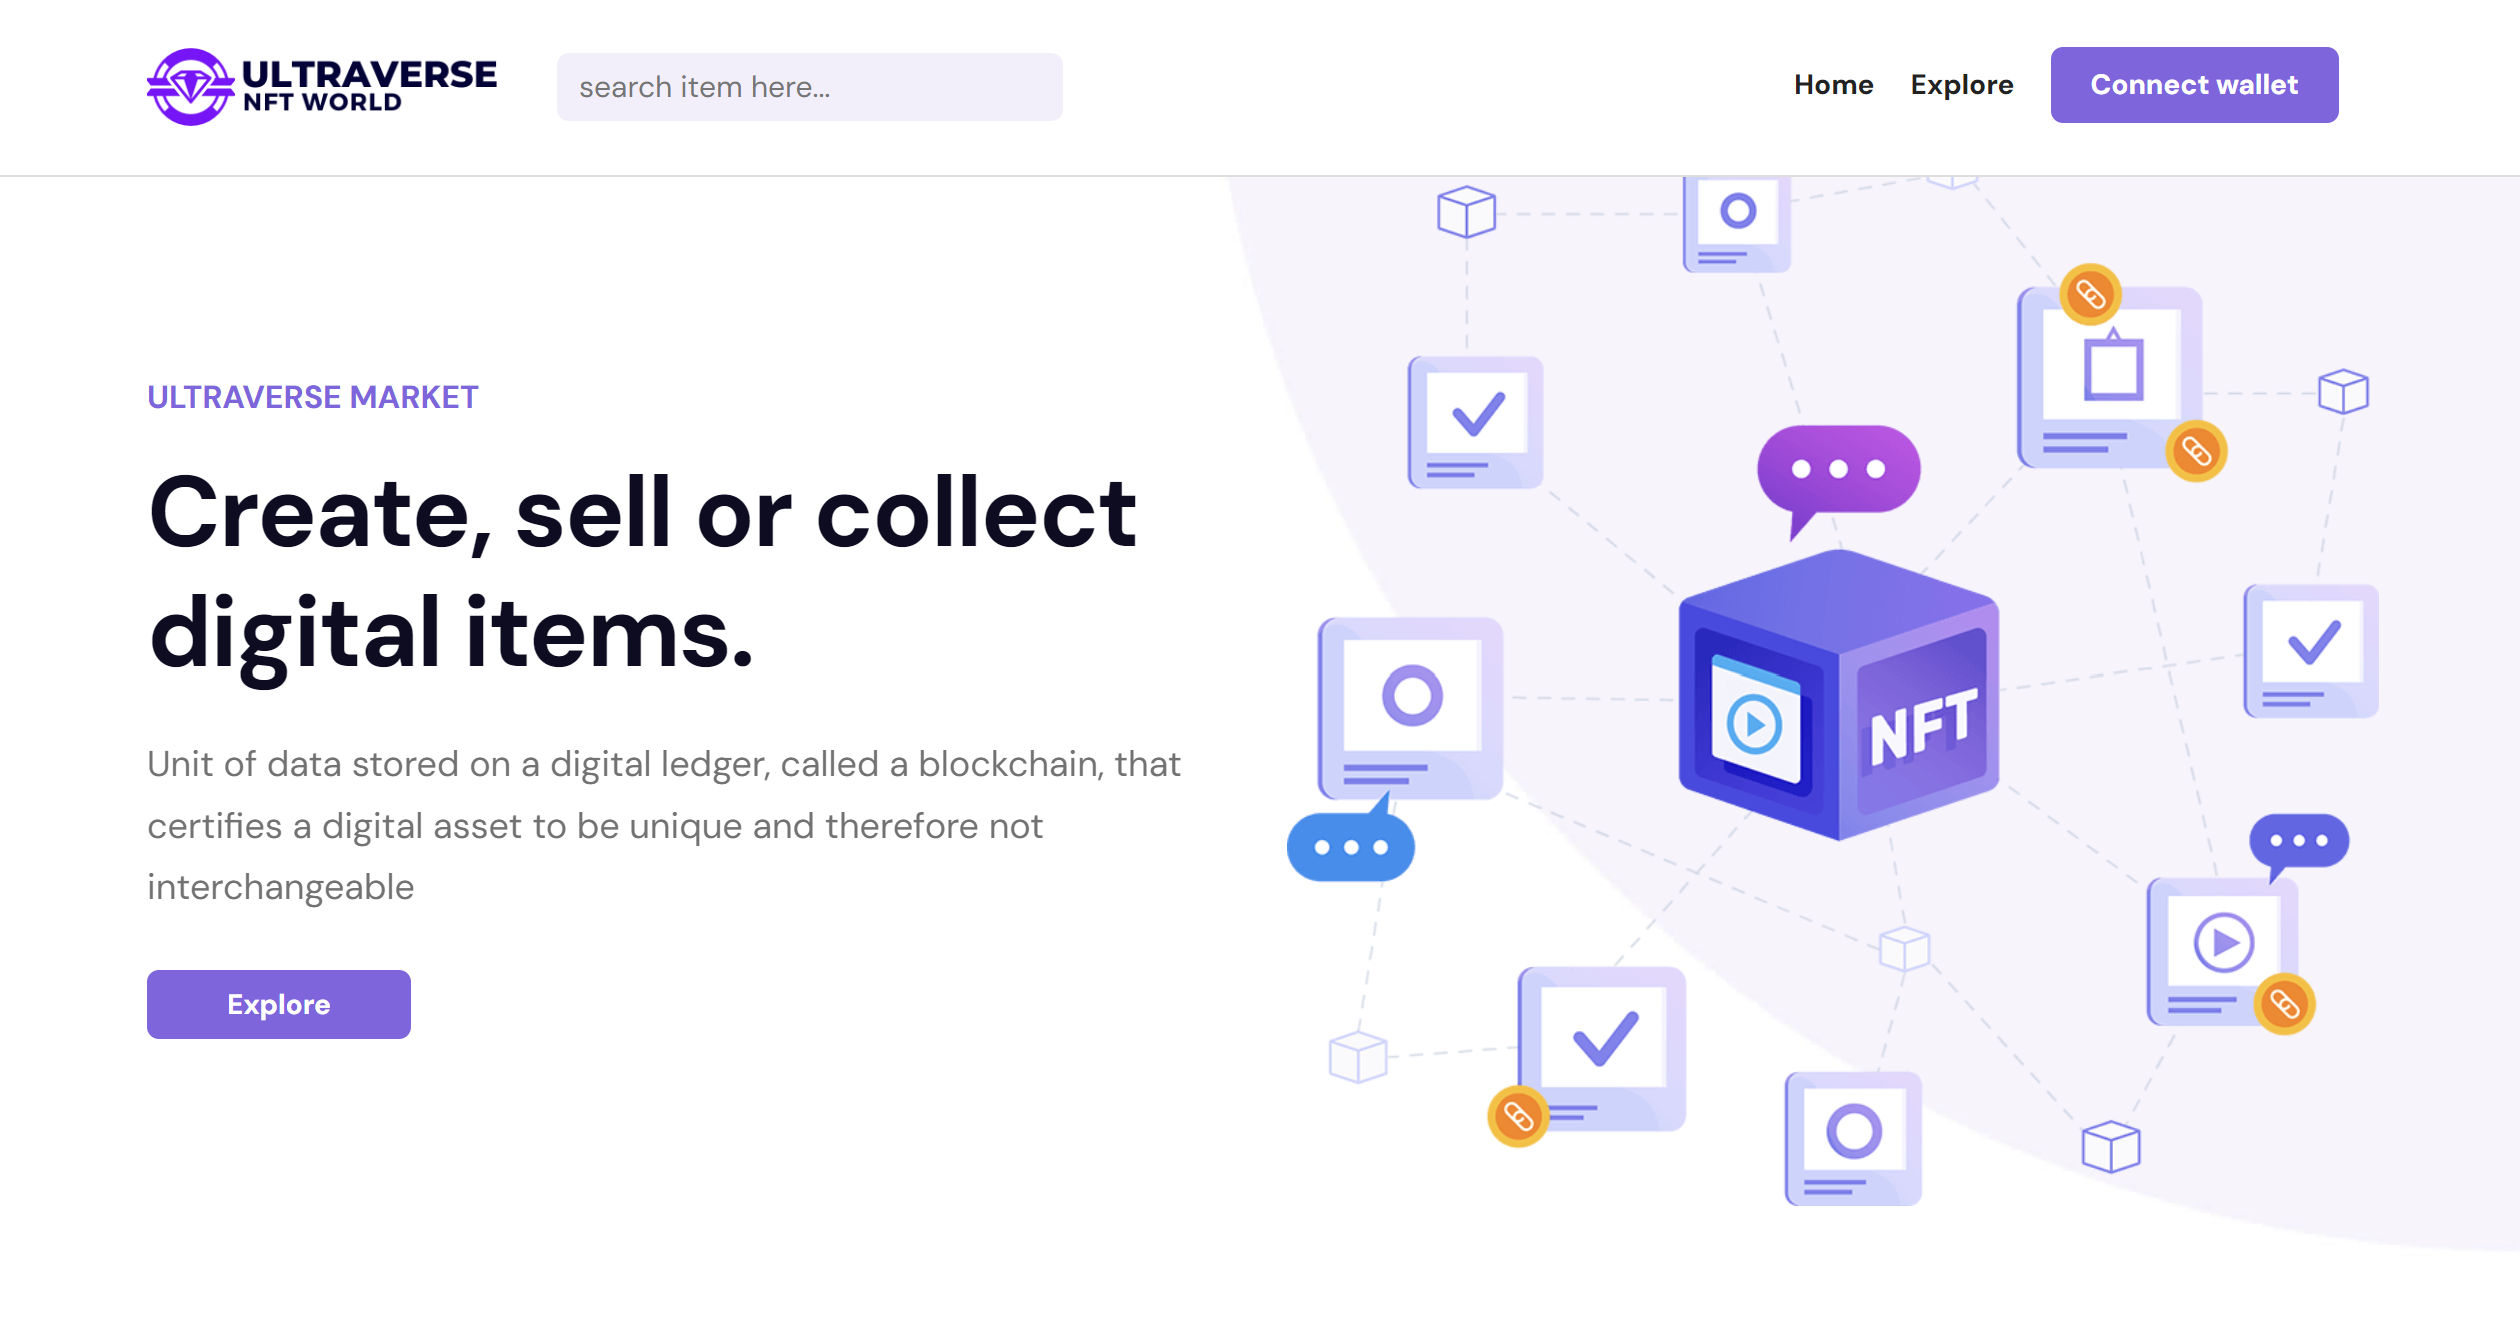 ULTRAVERSE
NFT WORLD
search item here...
Home
Explore
Connect wallet
ULTRAVERSE MARKET
Create, sell or collect
digital items.
Unit of data stored on a digital ledger, called a blockchain, that
certifies a digital asset to be unique and therefore not
interchangeable
Explore
NFT